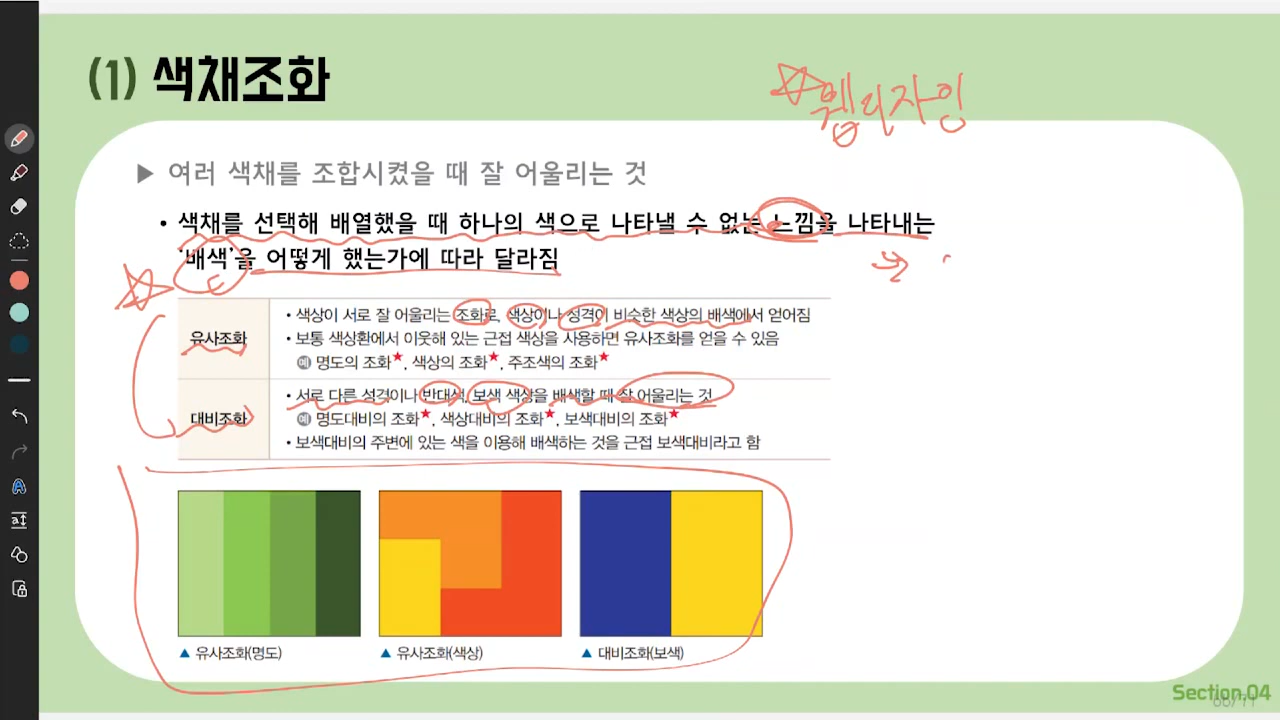 (1) 색채조화
웹디자인
▶ 여러 색채를 조합시켰을 때 잘 어울리는 것
• 색채를 선택해 배열했을 때 하나의 색으로 나타낼 수 없는 느낌을 나타내는
'배색'을 어떻게 했는가에 따라 달라짐
유사조화
• 색상이 서로 잘 어울리는 조화로, 색상이나 성격이 비슷한 색상의 배색에서 얻어짐
• 보통 색상환에서 이웃해 있는 근접 색상을 사용하면 유사조화를 얻을 수 있음
예 명도의 조화★, 색상의 조화★, 주조색의 조화★
대비조화
• 서로 다른 성격이나 반대색, 보색 색상을 배색할 때 잘 어울리는 것
예 명도대비의 조화★, 색상대비의 조화★, 보색대비의 조화★
• 보색대비의 주변에 있는 색을 이용해 배색하는 것을 근접 보색대비라고 함
▲ 유사조화(명도)
▲ 유사조화(색상)
▲ 대비조화(보색)
Section 04